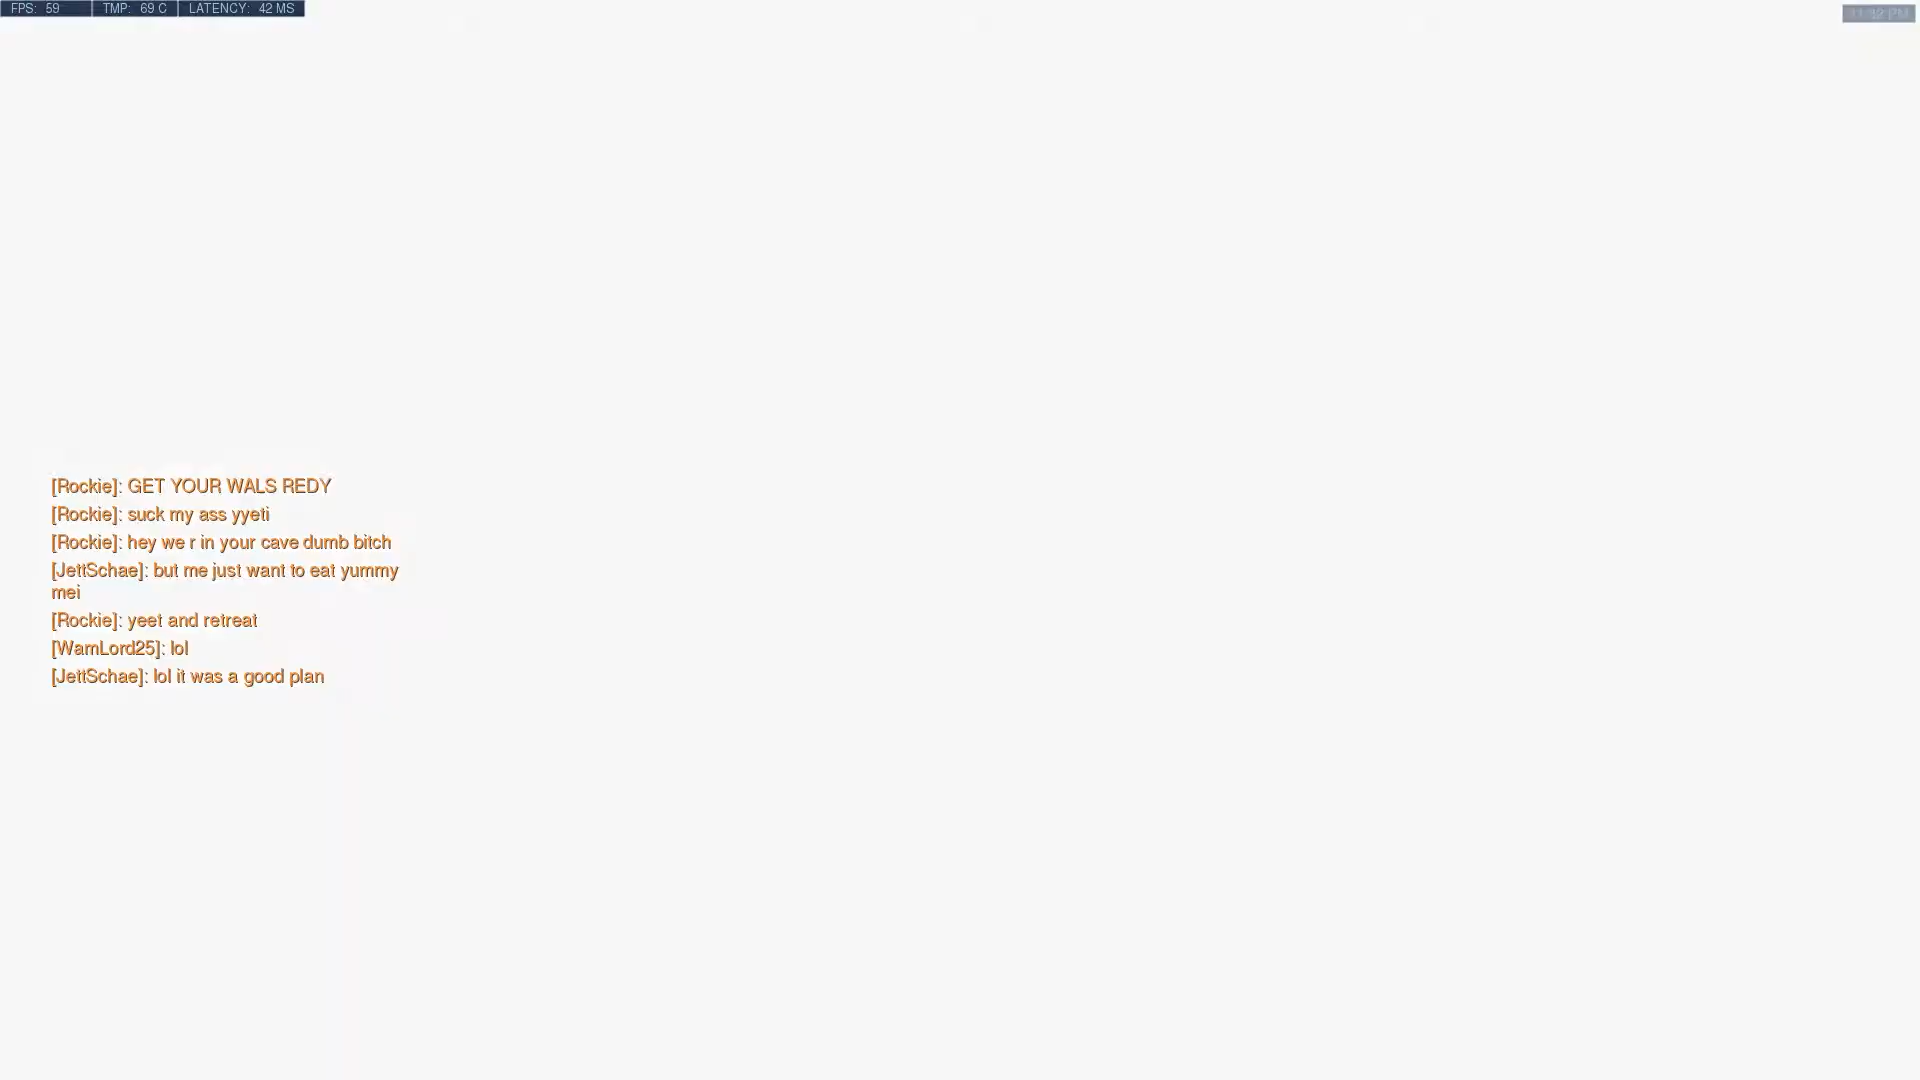 FPS: 59 TMP: 69 C LATENCY: 42 MS
[Rockie]: GET YOUR WALS REDY
[Rockie]: suck my ass yyeti
[Rockie]: hey we r in your cave dumb bitch
[JettSchae]: but me just want to eat yummy
mei
[Rockie]: yeet and retreat
[WamLord25]: lol
[JettSchae]: lol it was a good plan